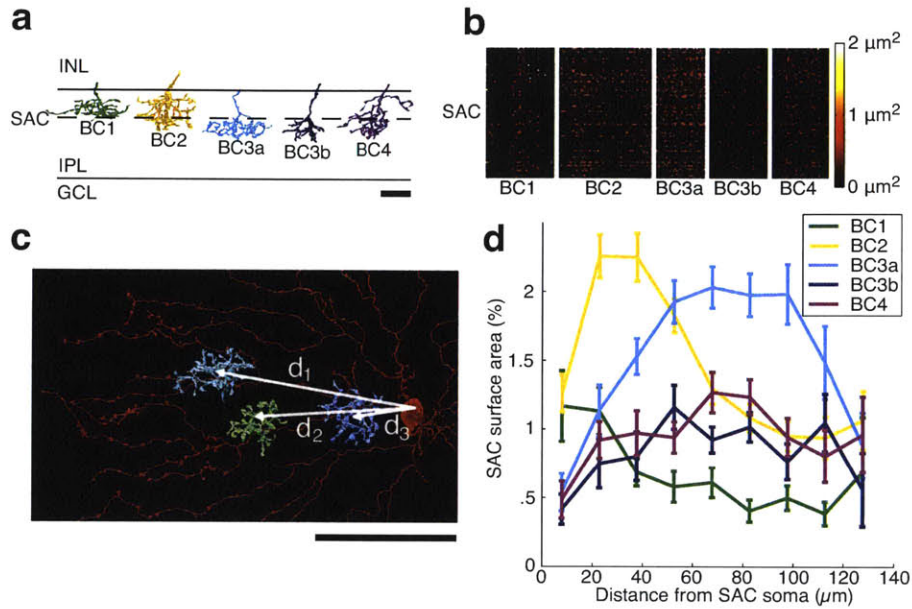 a
INL
SAC
BC1
BC2
BC3a
BC3b
BC4
IPL
GCL
b
SAC
2 µm²
1 µm²
0 µm²
BC1 BC2 BC3a BC3b BC4
c
d₁
d₂
d₃
d
BC1
BC2
BC3a
BC3b
BC4
SAC surface area (%)
2
1.5
1
.5
0 20 40 60 80 100 120 140
Distance from SAC soma (µm)